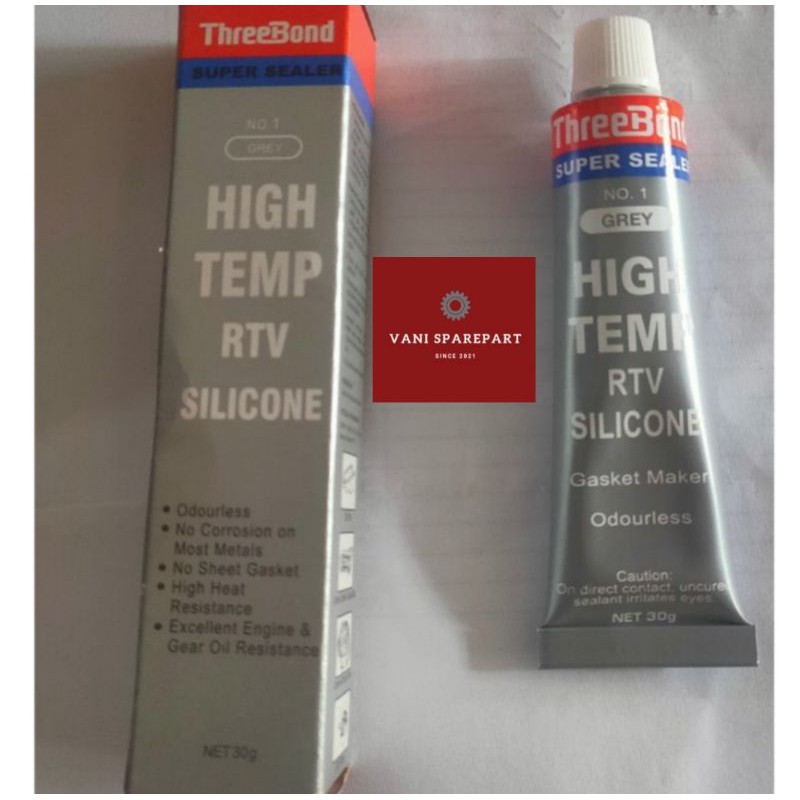 ThreeBond
SUPER SEALER
NO. 1
GREY
HIGH
TEMP
RTV
SILICONE
• Odourless
• No Corrosion on
Most Metals
• No Sheet Gasket
• High Heat
Resistance
• Excellent Engine &
Gear Oil Resistance
NET 30g
VANI SPAREPART
SINCE 2021
ThreeBond
SUPER SEALE
NO. 1
GREY
HIGH
TEMP
RTV
SILICONE
Gasket Maker
Odourless
Caution:
On direct contact, uncure
sealant irritates eyes.
NET 30g